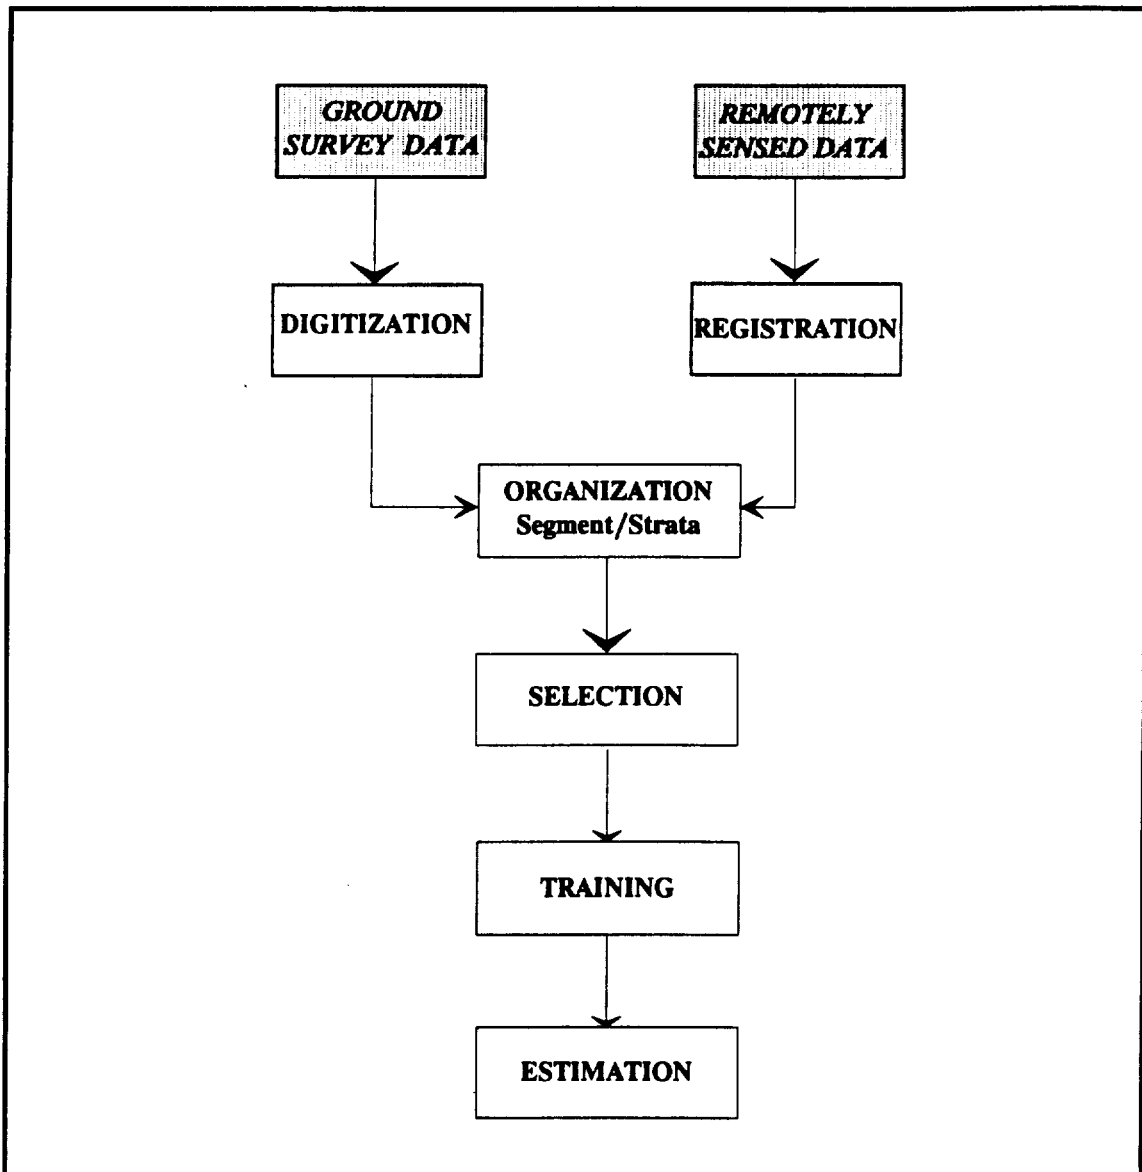 GROUND
SURVEY DATA
REMOTELY
SENSED DATA
DIGITIZATION
REGISTRATION
ORGANIZATION
Segment/Strata
SELECTION
TRAINING
ESTIMATION